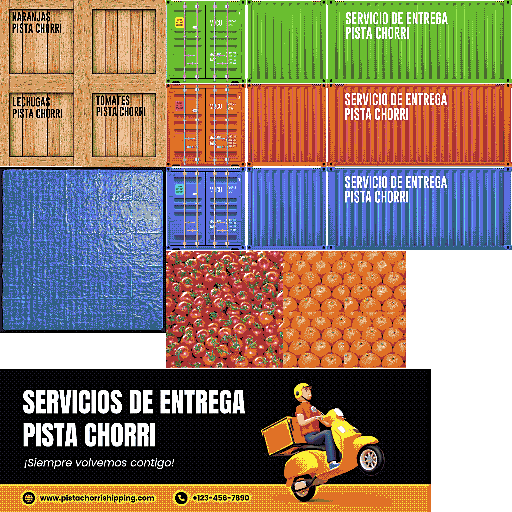 NARANJAS
PISTA CHORRI
LECHUGAS
PISTA CHORRI
TOMATES
PISTA CHORRI
SERVICIO DE ENTREGA
PISTA CHORRI
SERVICIO DE ENTREGA
PISTA CHORRI
SERVICIO DE ENTREGA
PISTA CHORRI
SERVICIOS DE ENTREGA
PISTA CHORRI
¡Siempre volvemos contigo!
www.pistachorrishipping.com
+123-456-7890